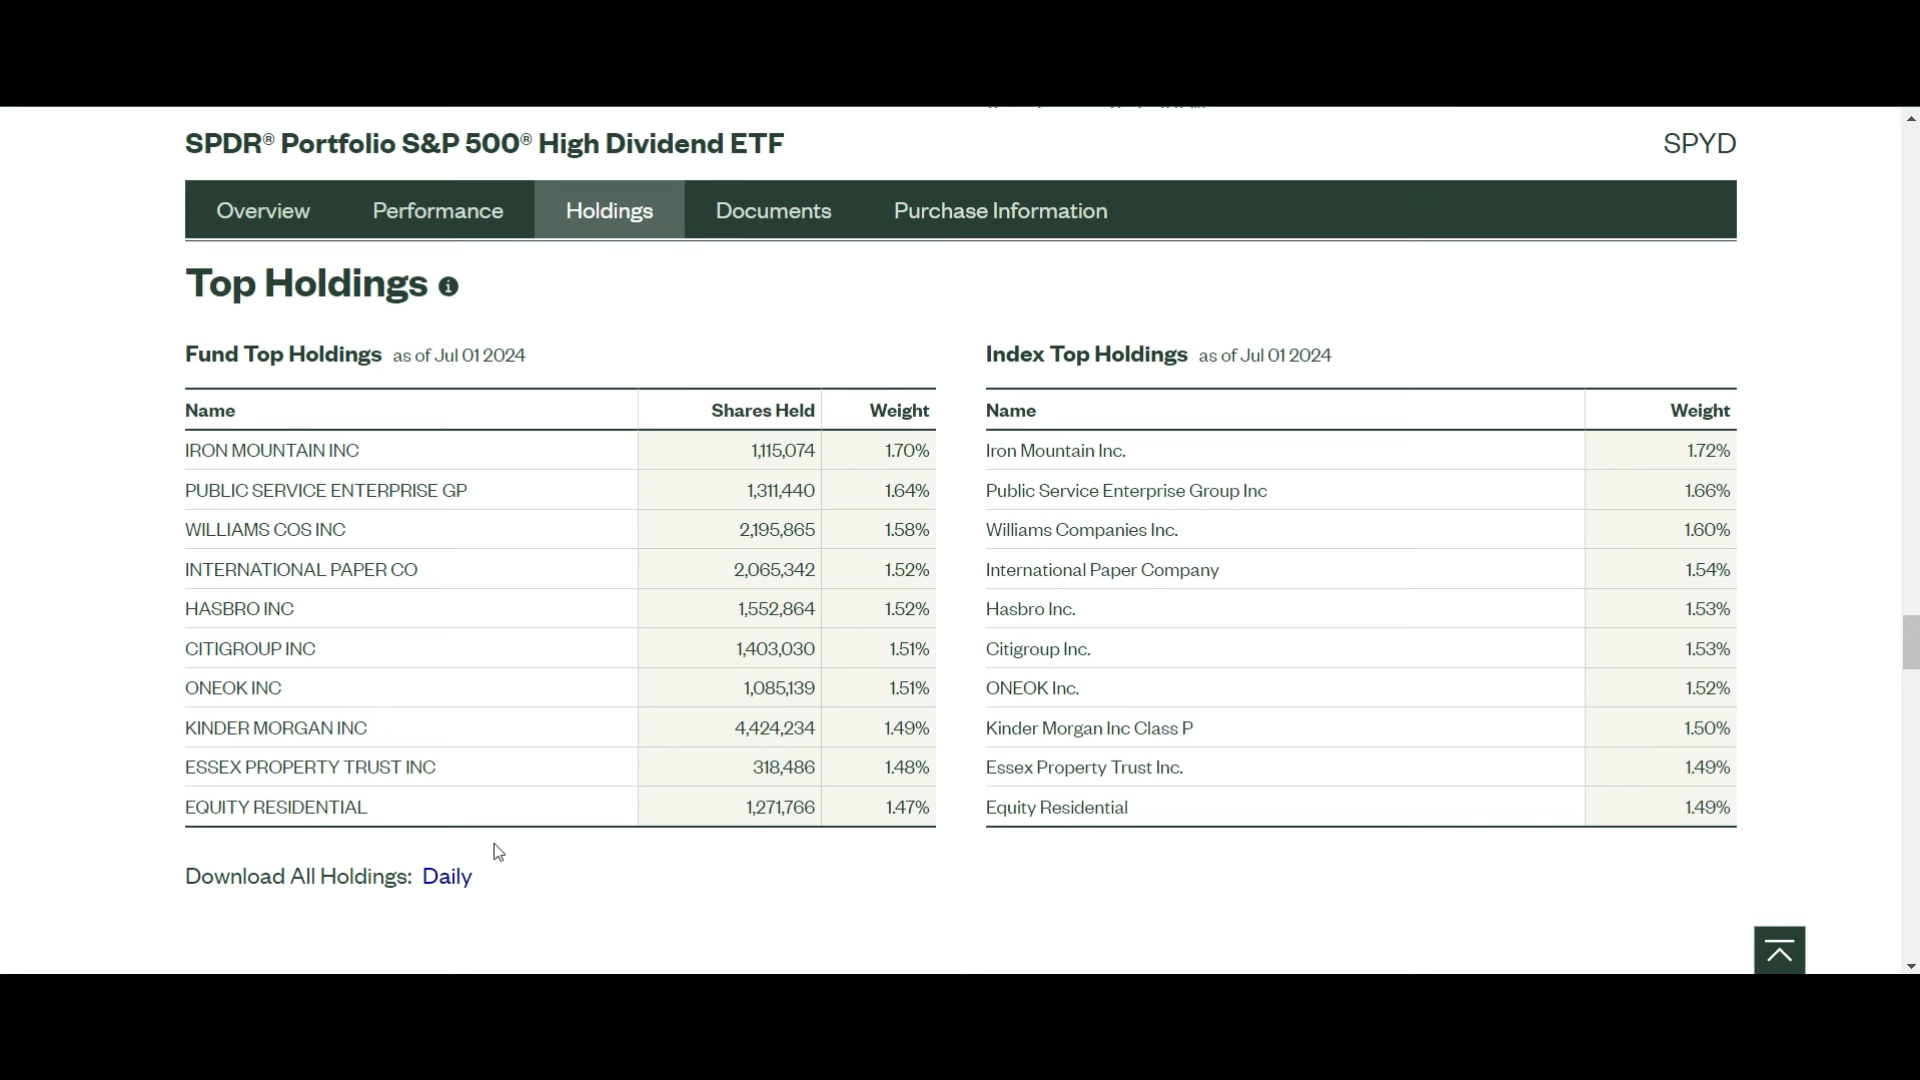 SPDR® Portfolio S&P 500® High Dividend ETF SPYD
Overview Performance Holdings Documents Purchase Information
Top Holdings
Fund Top Holdings as of Jul 01 2024
Name Shares Held Weight
IRON MOUNTAIN INC 1,115,074 1.70%
PUBLIC SERVICE ENTERPRISE GP 1,311,440 1.64%
WILLIAMS COS INC 2,195,865 1.58%
INTERNATIONAL PAPER CO 2,065,342 1.52%
HASBRO INC 1,552,864 1.52%
CITIGROUP INC 1,403,030 1.51%
ONEOK INC 1,085,139 1.51%
KINDER MORGAN INC 4,424,234 1.49%
ESSEX PROPERTY TRUST INC 318,486 1.48%
EQUITY RESIDENTIAL 1,271,766 1.47%
Index Top Holdings as of Jul 01 2024
Name Weight
Iron Mountain Inc. 1.72%
Public Service Enterprise Group Inc 1.66%
Williams Companies Inc. 1.60%
International Paper Company 1.54%
Hasbro Inc. 1.53%
Citigroup Inc. 1.53%
ONEOK Inc. 1.52%
Kinder Morgan Inc Class P 1.50%
Essex Property Trust Inc. 1.49%
Equity Residential 1.49%
Download All Holdings: Daily